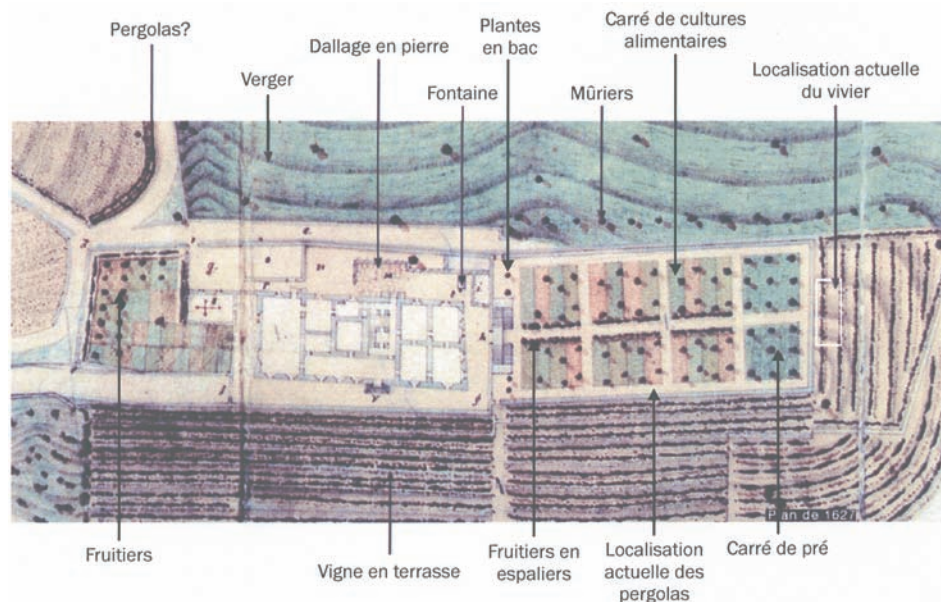 Pergolas?
Verger
Dallage en pierre
Fontaine
Plantes
en bac
Mûriers
Carré de cultures
alimentaires
Localisation actuelle
du vivier
Plan de 1627
Fruitiers
Vigne en terrasse
Fruitiers en
espaliers
Localisation
actuelle des
pergolas
Carré de pré